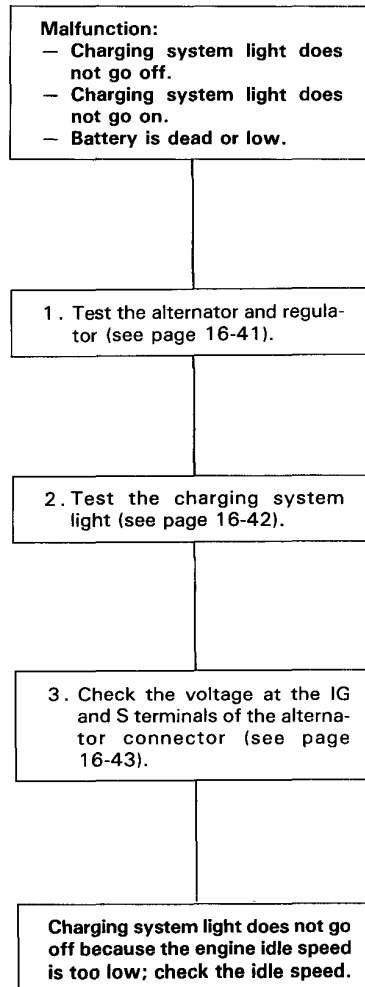 Malfunction:
— Charging system light does
not go off.
— Charging system light does
not go on.
— Battery is dead or low.
1. Test the alternator and regula-
tor (see page 16-41).
2. Test the charging system
light (see page 16-42).
3. Check the voltage at the IG
and S terminals of the alterna-
tor connector (see page
16-43).
Charging system light does not go
off because the engine idle speed
is too low; check the idle speed.